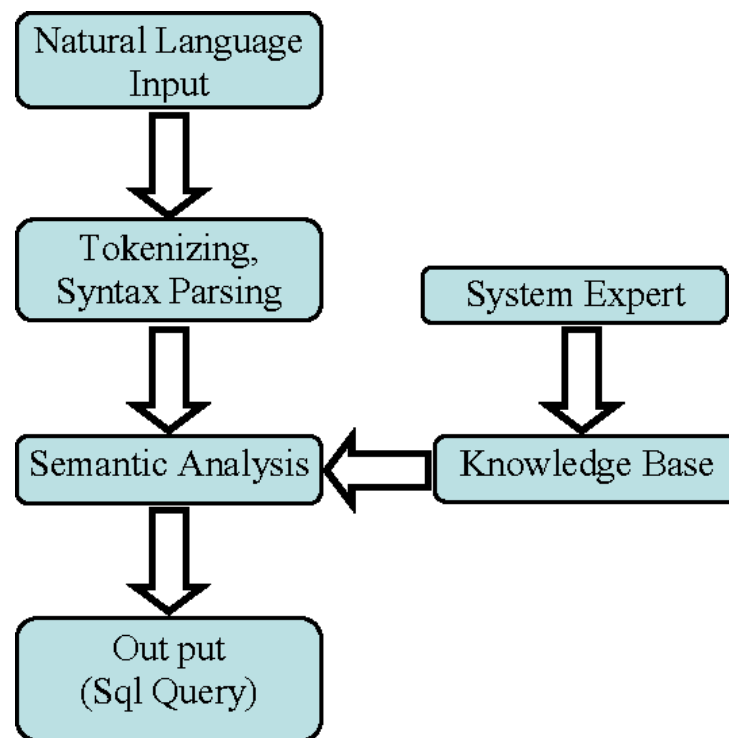 Natural Language
Input
Tokenizing,
Syntax Parsing
System Expert
Semantic Analysis
Knowledge Base
Out put
(Sql Query)